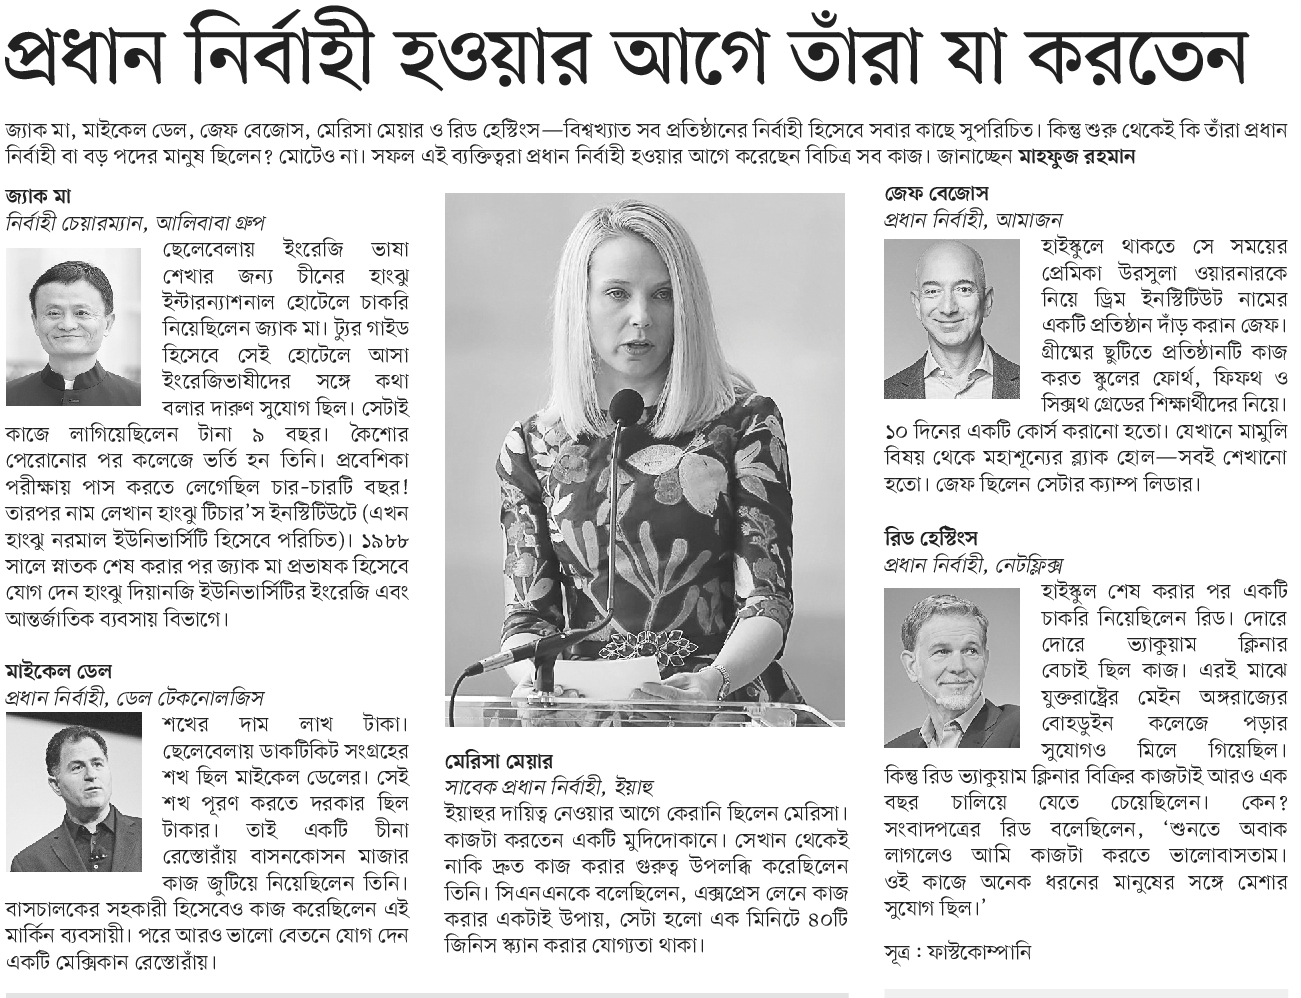 প্রধান নির্বাহী হওয়ার আগে তাঁরা যা করতেন
জ্যাক মা, মাইকেল ডেল, জেফ বেজোস, মেরিসা মেয়ার ও রিড হেস্টিংস—বিশ্বখ্যাত সব প্রতিষ্ঠানের নির্বাহী হিসেবে সবার কাছে সুপরিচিত। কিন্তু শুরু থেকেই কি তাঁরা প্রধান
নির্বাহী বা বড় পদের মানুষ ছিলেন? মোটেও না। সফল এই ব্যক্তিত্বরা প্রধান নির্বাহী হওয়ার আগে করেছেন বিচিত্র সব কাজ। জানাচ্ছেন মাহফুজ রহমান
জ্যাক মা
নির্বাহী চেয়ারম্যান, আলিবাবা গ্রুপ
ছেলেবেলায় ইংরেজি ভাষা
শেখার জন্য চীনের হাংঝু
ইন্টারন্যাশনাল হোটেলে চাকরি
নিয়েছিলেন জ্যাক মা। ট্যুর গাইড
হিসেবে সেই হোটেলে আসা
ইংরেজিভাষীদের সঙ্গে কথা
বলার দারুণ সুযোগ ছিল। সেটাই
কাজে লাগিয়েছিলেন টানা ৯ বছর। কৈশোর
পেরোনোর পর কলেজে ভর্তি হন তিনি। প্রবেশিকা
পরীক্ষায় পাস করতে লেগেছিল চার-চারটি বছর!
তারপর নাম লেখান হাংঝু টিচার’স ইনস্টিটিউটে (এখন
হাংঝু নরমাল ইউনিভার্সিটি হিসেবে পরিচিত)। ১৯৮৮
সালে স্নাতক শেষ করার পর জ্যাক মা প্রভাষক হিসেবে
যোগ দেন হাংঝু দিয়ানজি ইউনিভার্সিটির ইংরেজি এবং
আন্তর্জাতিক ব্যবসায় বিভাগে।
মাইকেল ডেল
প্রধান নির্বাহী, ডেল টেকনোলজিস
শখের দাম লাখ টাকা।
ছেলেবেলায় ডাকটিকিট সংগ্রহের
শখ ছিল মাইকেল ডেলের। সেই
শখ পূরণ করতে দরকার ছিল
টাকার। তাই একটি চীনা
রেস্তোরাঁয় বাসনকোসন মাজার
কাজ জুটিয়ে নিয়েছিলেন তিনি।
বাসচালকের সহকারী হিসেবেও কাজ করেছিলেন এই
মার্কিন ব্যবসায়ী। পরে আরও ভালো বেতনে যোগ দেন
একটি মেক্সিকান রেস্তোরাঁয়।
মেরিসা মেয়ার
সাবেক প্রধান নির্বাহী, ইয়াহু
ইয়াহুর দায়িত্ব নেওয়ার আগে কেরানি ছিলেন মেরিসা।
কাজটা করতেন একটি মুদিদোকানে। সেখান থেকেই
নাকি দ্রুত কাজ করার গুরুত্ব উপলব্ধি করেছিলেন
তিনি। সিএনএনকে বলেছিলেন, এক্সপ্রেস লেনে কাজ
করার একটাই উপায়, সেটা হলো এক মিনিটে ৪০টি
জিনিস স্ক্যান করার যোগ্যতা থাকা।
জেফ বেজোস
প্রধান নির্বাহী, আমাজন
হাইস্কুলে থাকতে সে সময়ের
প্রেমিকা উরসুলা ওয়ারনারকে
নিয়ে ড্রিম ইনস্টিটিউট নামের
একটি প্রতিষ্ঠান দাঁড় করান জেফ।
গ্রীষ্মের ছুটিতে প্রতিষ্ঠানটি কাজ
করত স্কুলের ফোর্থ, ফিফথ ও
সিক্সথ গ্রেডের শিক্ষার্থীদের নিয়ে।
১০ দিনের একটি কোর্স করানো হতো। যেখানে মামুলি
বিষয় থেকে মহাশূন্যের ব্ল্যাক হোল—সবই শেখানো
হতো। জেফ ছিলেন সেটার ক্যাম্প লিডার।
রিড হেস্টিংস
প্রধান নির্বাহী, নেটফ্লিক্স
হাইস্কুল শেষ করার পর একটি
চাকরি নিয়েছিলেন রিড। দোরে
দোরে ভ্যাকুয়াম ক্লিনার
বেচাই ছিল কাজ। এরই মাঝে
যুক্তরাষ্ট্রের মেইন অঙ্গরাজ্যের
বোহডুইন কলেজে পড়ার
সুযোগও মিলে গিয়েছিল।
কিন্তু রিড ভ্যাকুয়াম ক্লিনার বিক্রির কাজটাই আরও এক
বছর চালিয়ে যেতে চেয়েছিলেন। কেন?
সংবাদপত্রের রিড বলেছিলেন, ‘শুনতে অবাক
লাগলেও আমি কাজটা করতে ভালোবাসতাম।
ওই কাজে অনেক ধরনের মানুষের সঙ্গে মেশার
সুযোগ ছিল।’
সূত্র : ফাস্টকোম্পানি